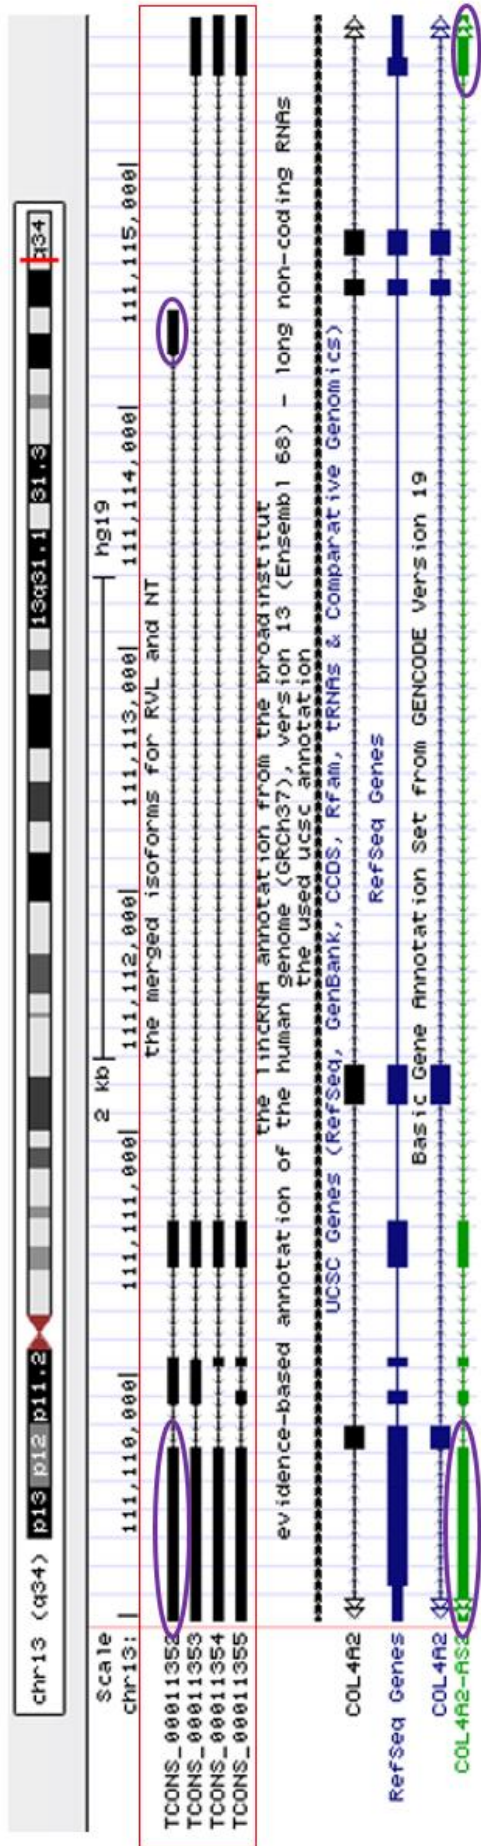 chr13 (q34) p13 p12 p11.2 13q31.1 31.3 q34
Scale 2 kb hg19
chr13: 111,110,000 111,111,000 111,112,000 111,113,000 111,114,000 111,115,000
the merged isoforms for RVL and NT
TCONS_00011352
TCONS_00011353
TCONS_00011354
TCONS_00011355
the lincRNA annotation from the broadinstitut
evidence-based annotation of the human genome (GRCh37), version 13 (Ensembl 68) - long non-coding RNAs
the used ucsc annotation
UCSC Genes (RefSeq, GenBank, CCDS, Rfam, tRNAs & Comparative Genomics)
COL4A2
RefSeq Genes
RefSeq Genes
Basic Gene Annotation Set from GENCODE Version 19
COL4A2